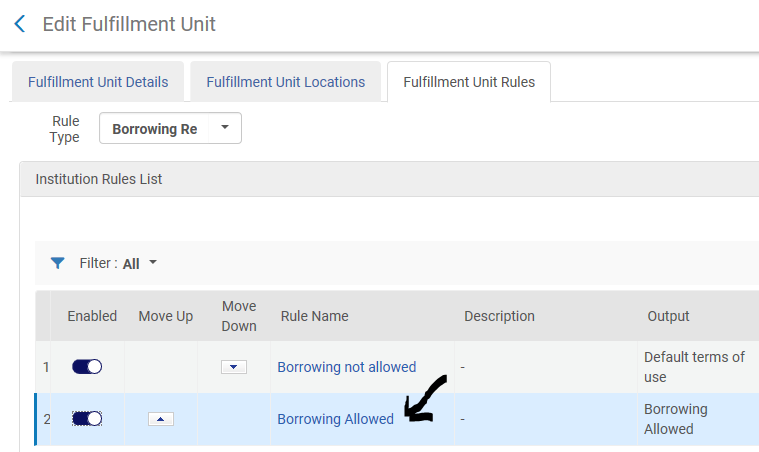 Edit Fulfillment Unit
Fulfillment Unit Details
Fulfillment Unit Locations
Fulfillment Unit Rules
Rule
Type
Borrowing Re
Institution Rules List
Filter : All
Enabled
Move Up
Move
Down
Rule Name
Description
Output
1
Borrowing not allowed
-
Default terms of
use
2
Borrowing Allowed
-
Borrowing
Allowed